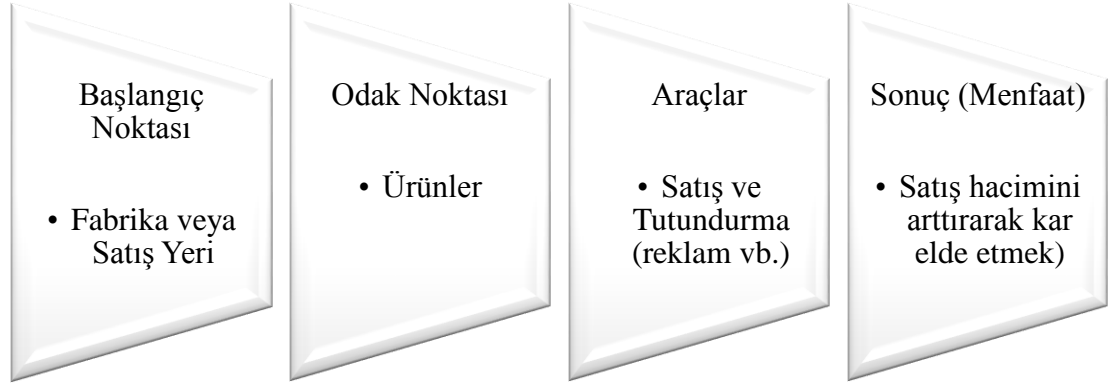 Başlangıç
Noktası
• Fabrika veya
Satış Yeri
Odak Noktası
• Ürünler
Araçlar
• Satış ve
Tutundurma
(reklam vb.)
Sonuç (Menfaat)
• Satış hacimini
arttırarak kar
elde etmek)